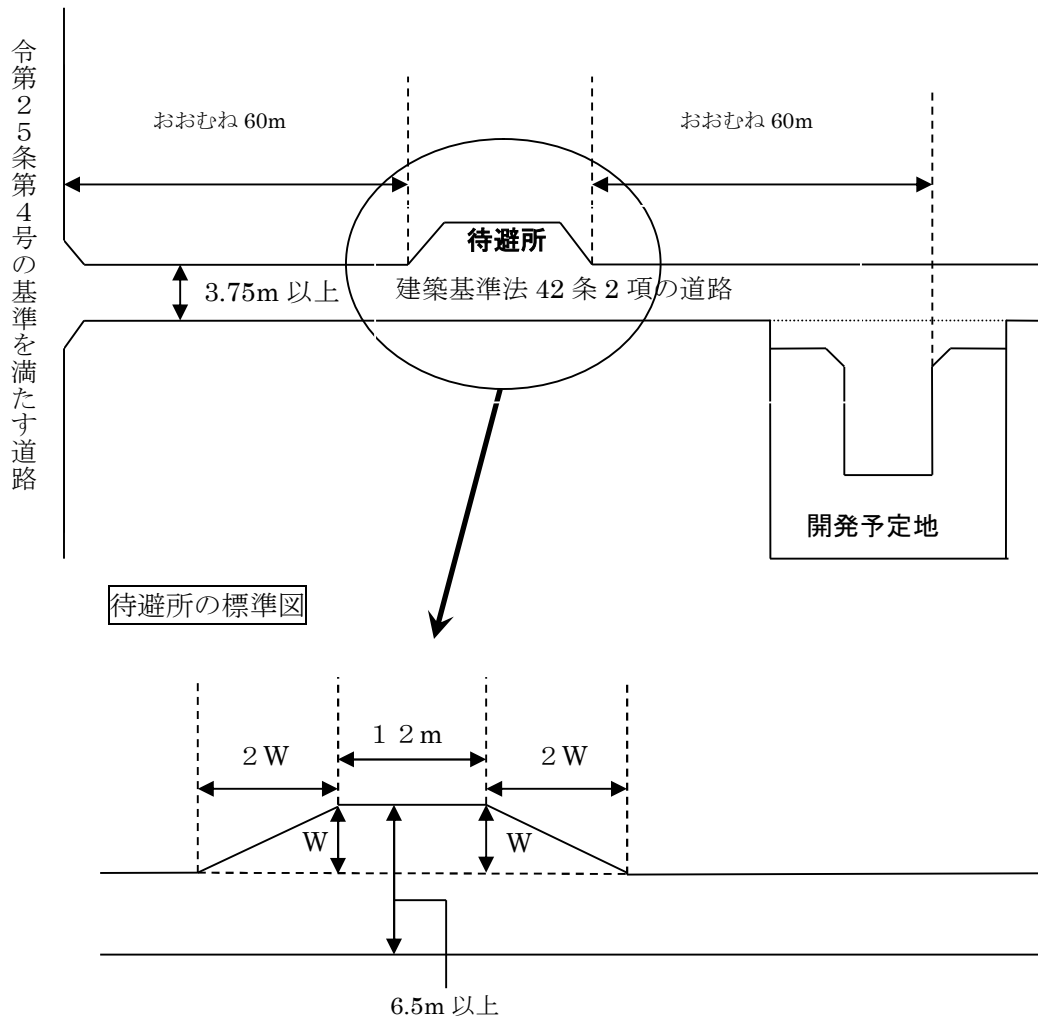 令第２５条第４号の基準を満たす道路
おおむね 60m
おおむね 60m
待避所
3.75m 以上
建築基準法 42 条 2 項の道路
開発予定地
待避所の標準図
２W
１２m
２W
W
W
6.5m 以上